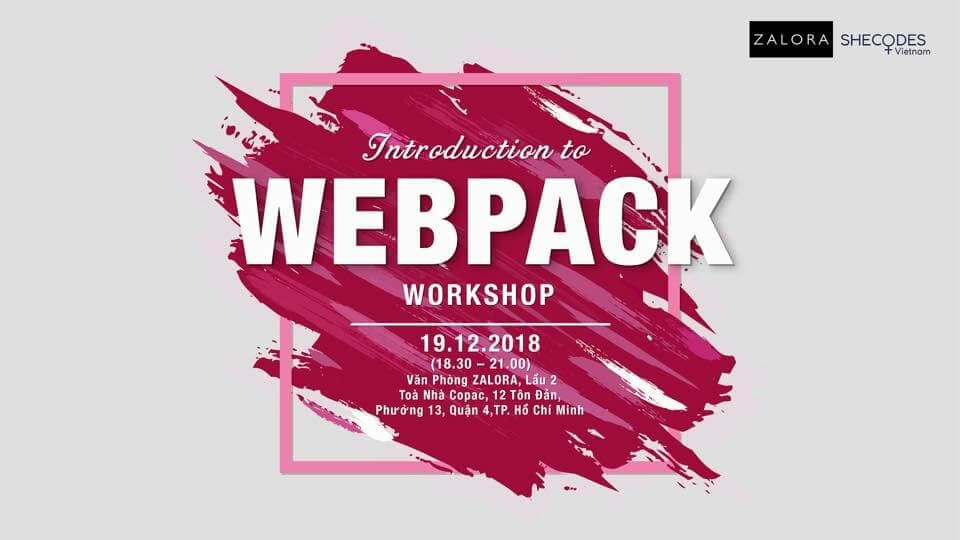 ZALORA SHECODES
Vietnam
Introduction to
WEBPACK
WORKSHOP
19.12.2018
(18.30 – 21.00)
Văn Phòng ZALORA, Lầu 2
Toà Nhà Copac, 12 Tôn Đản,
Phường 13, Quận 4,TP. Hồ Chí Minh